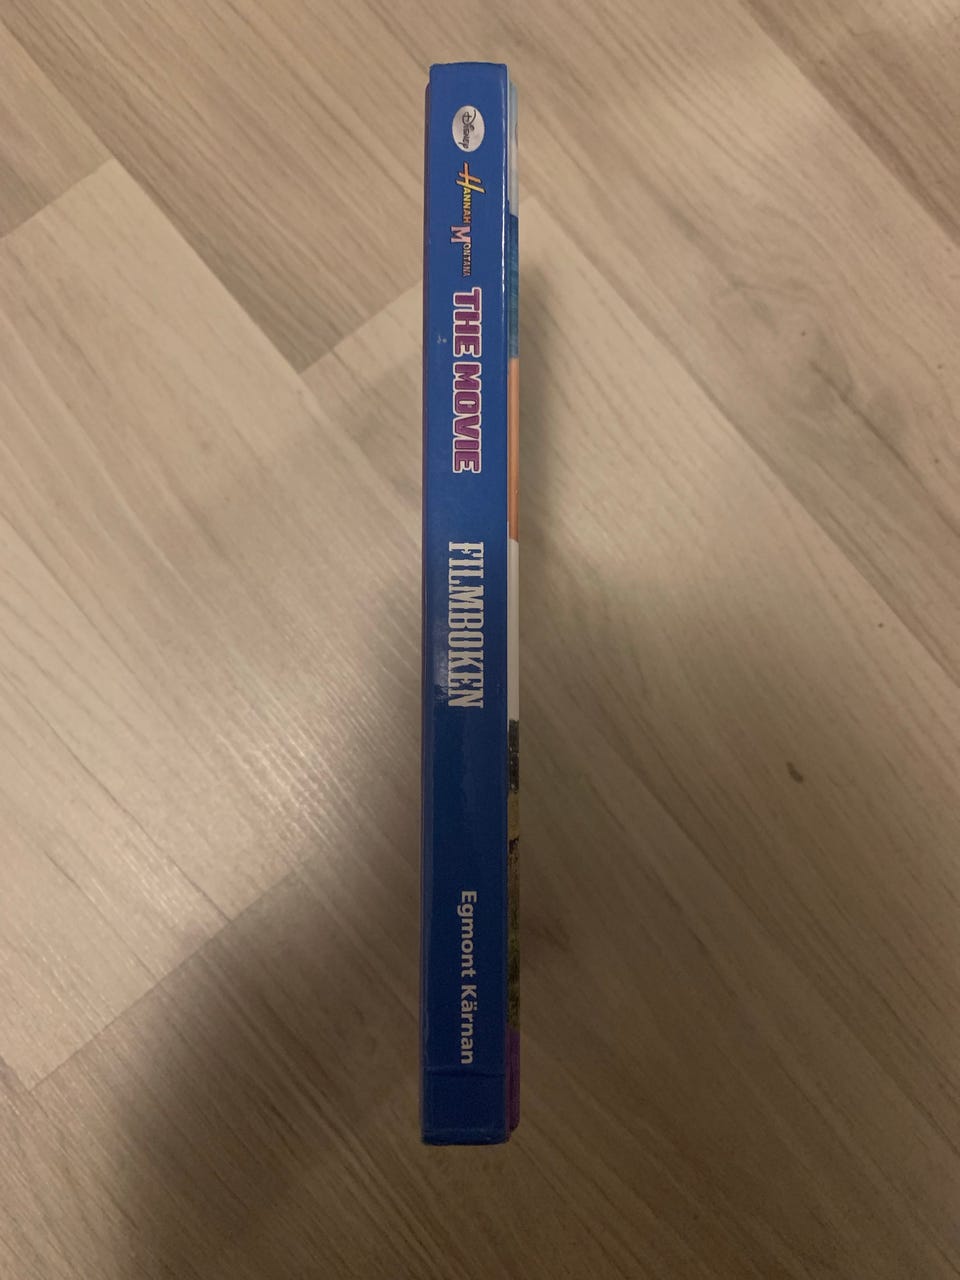 Disney
HANNAH MONTANA
THE MOVIE
FILMBOKEN
Egmont Kärnan